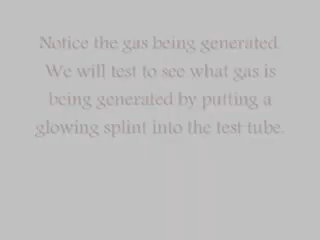 Notice the gas being generated.
We will test to see what gas is
being generated by putting a
glowing splint into the test tube.